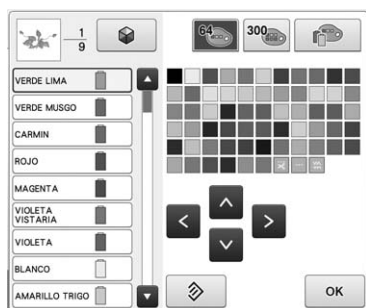 1
9
64
300
VERDE LIMA
VERDE MUSGO
CARMIN
ROJO
MAGENTA
VIOLETA
VISTARIA
VIOLETA
BLANCO
AMARILLO TRIGO
OK